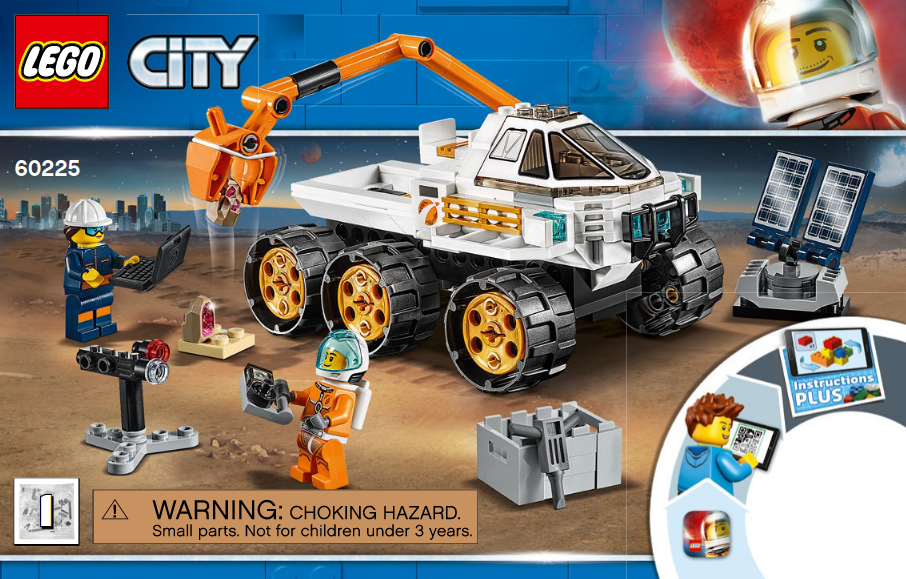 LEGO
CITY
60225
Instructions
PLUS
1
WARNING: CHOKING HAZARD.
Small parts. Not for children under 3 years.